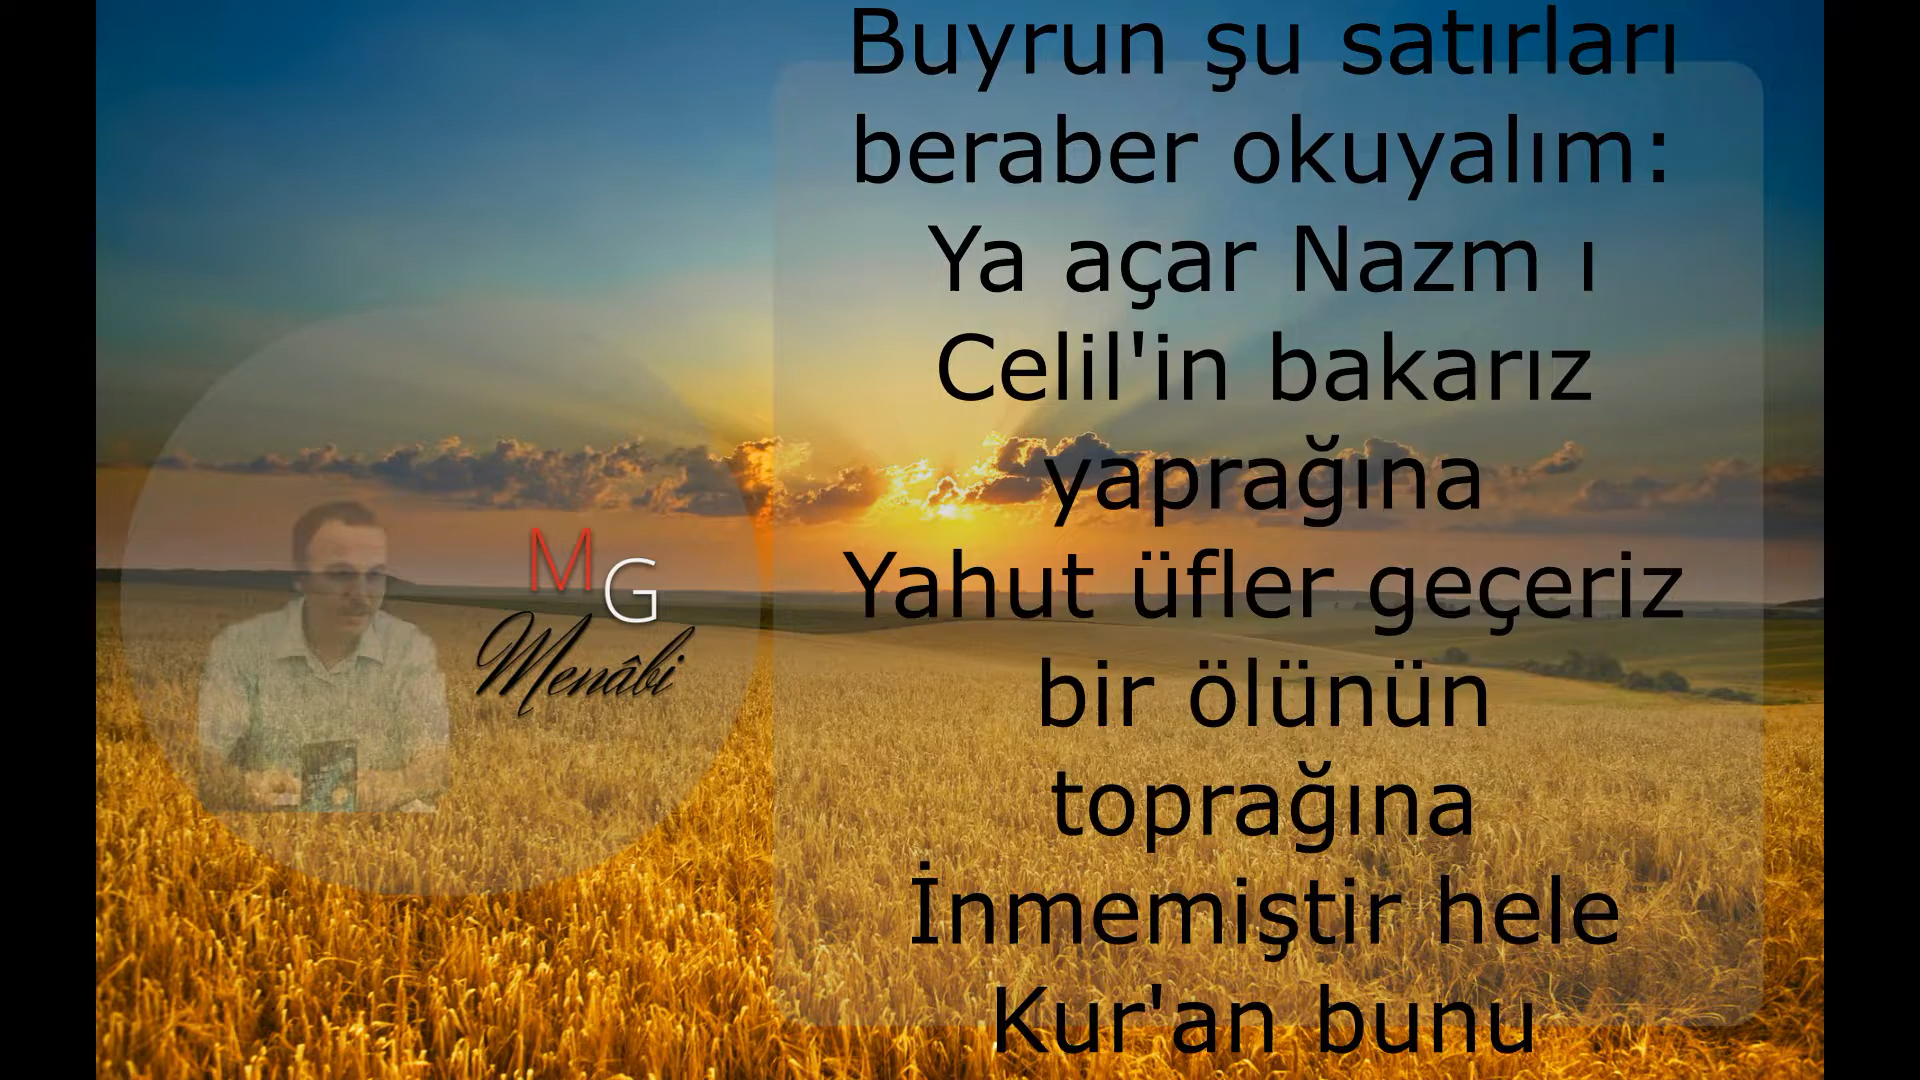 Buyrun şu satırları
beraber okuyalım:
Ya açar Nazm ı
Celil'in bakarız
yaprağına
Yahut üfler geçeriz
bir ölünün
toprağına
İnmemiştir hele
Kur'an bunu
MG
Menâbi